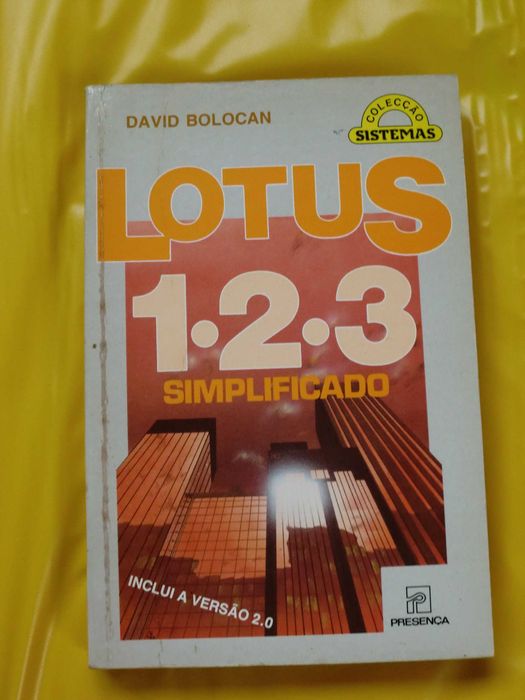 DAVID BOLOCAN
COLECÇÃO
SISTEMAS
LOTUS
1·2·3
SIMPLIFICADO
INCLUI A VERSÃO 2.0
PRESENÇA